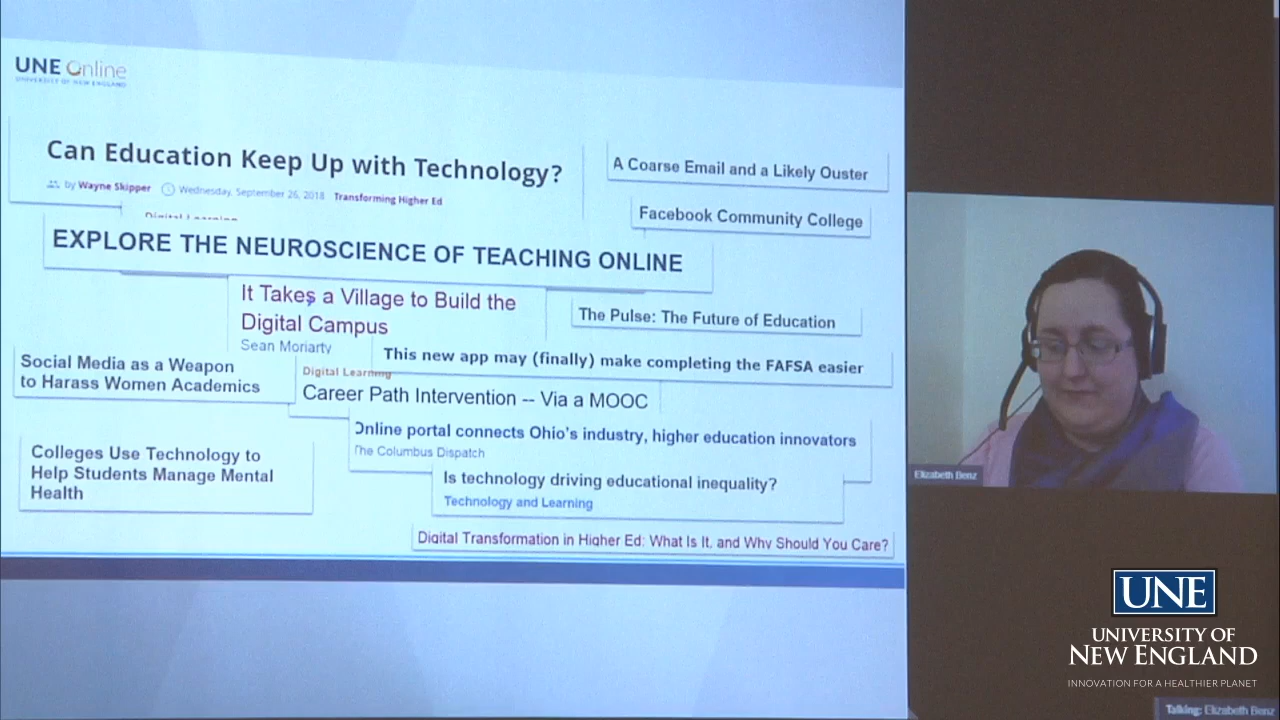 UNE Online
UNIVERSITY OF NEW ENGLAND
Can Education Keep Up with Technology?
by Wayne Skipper Wednesday, September 26, 2018 Transforming Higher Ed
A Coarse Email and a Likely Ouster
Facebook Community College
Digital Learning
EXPLORE THE NEUROSCIENCE OF TEACHING ONLINE
It Takes a Village to Build the
Digital Campus
Sean Moriarty
The Pulse: The Future of Education
This new app may (finally) make completing the FAFSA easier
Social Media as a Weapon
to Harass Women Academics
Digital Learning
Career Path Intervention -- Via a MOOC
Online portal connects Ohio's industry, higher education innovators
The Columbus Dispatch
Colleges Use Technology to
Help Students Manage Mental
Health
Is technology driving educational inequality?
Technology and Learning
Digital Transformation in Higher Ed: What Is It, and Why Should You Care?
Elizabeth Benz
UNE
UNIVERSITY OF
NEW ENGLAND
INNOVATION FOR A HEALTHIER PLANET
Talking: Elizabeth Benz